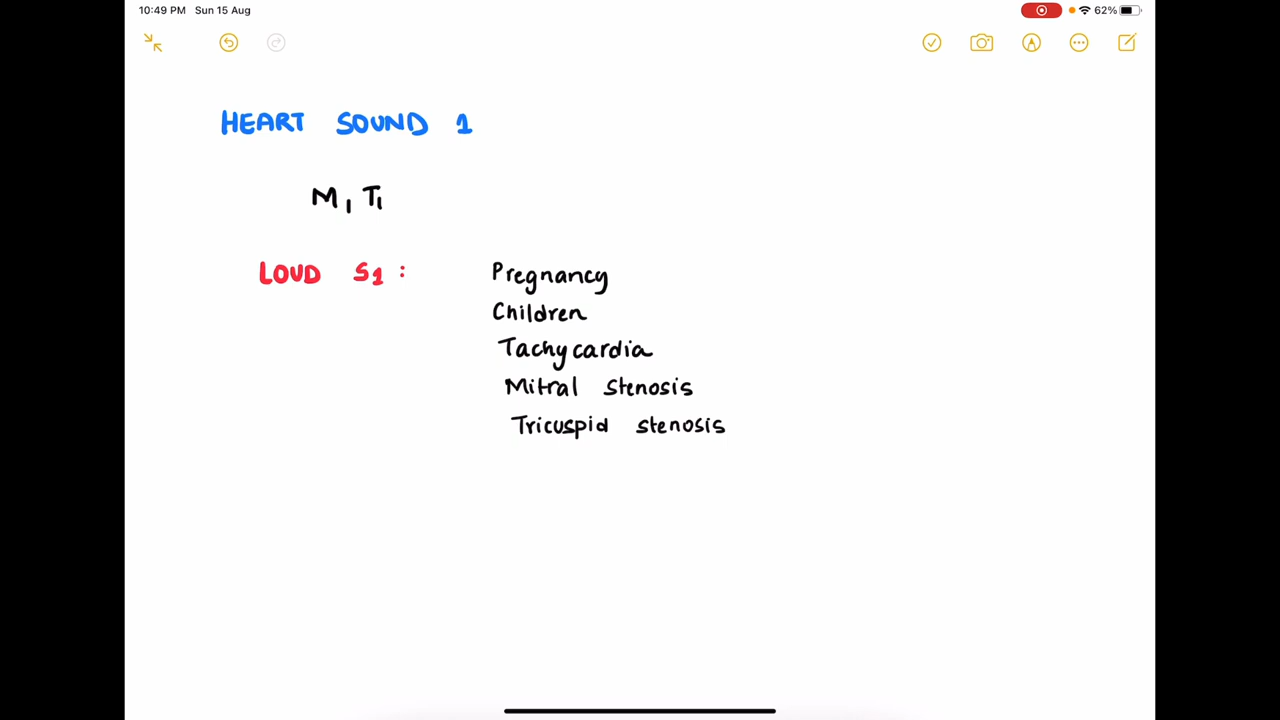 10:49 PM Sun 15 Aug 62%
HEART SOUND 1
M1 T1
LOUD S1 : Pregnancy
Children
Tachycardia
Mitral stenosis
Tricuspid stenosis